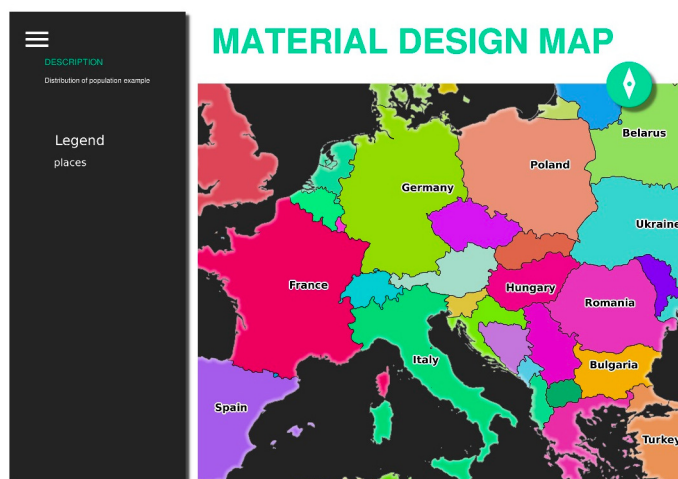 MATERIAL DESIGN MAP
DESCRIPTION
Distribution of population example
Legend
places
Belarus
Poland
Germany
Ukraine
France
Hungary
Romania
Italy
Bulgaria
Spain
Turkey